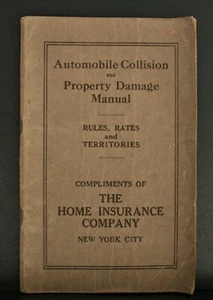 Automobile Collision
and
Property Damage
Manual
RULES, RATES
and
TERRITORIES
COMPLIMENTS OF
THE
HOME INSURANCE
COMPANY
NEW YORK CITY